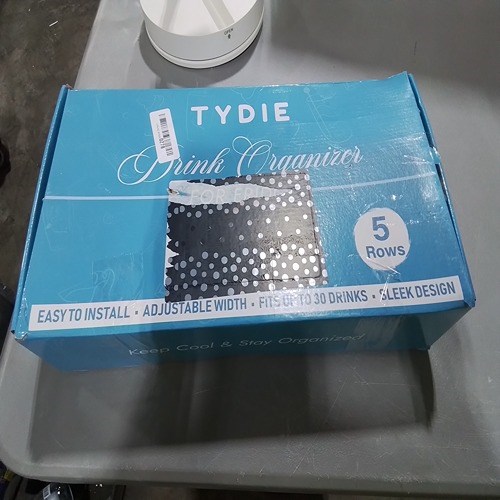 TYDIE
Drink Organizer
FOR
5
Rows
EASY TO INSTALL • ADJUSTABLE WIDTH • FITS UP TO 30 DRINKS • SLEEK DESIGN
Keep Cool & Stay Organized